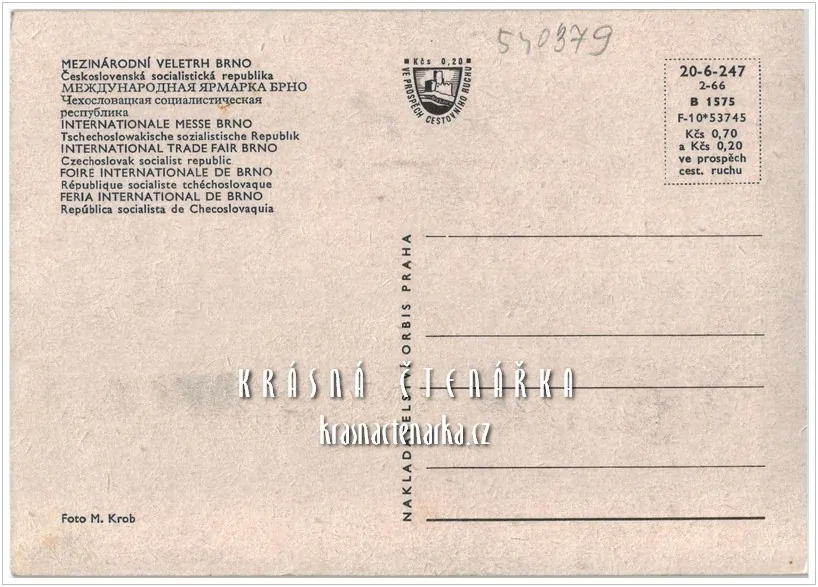 540379
MEZINÁRODNÍ VELETRH BRNO
Československá socialistická republika
МЕЖДУНАРОДНАЯ ЯРМАРКА БРНО
Чехословацкая социалистическая
республика
INTERNATIONALE MESSE BRNO
Tschechoslowakische sozialistische Republik
INTERNATIONAL TRADE FAIR BRNO
Czechoslovak socialist republic
FOIRE INTERNATIONALE DE BRNO
République socialiste tchéchoslovaque
FERIA INTERNATIONAL DE BRNO
República socialista de Checoslovaquia
Kčs 0,20
VE PROSPĚCH CESTOVNÍHO RUCHU
20-6-247
2-66
B 1575
F-10*53745
Kčs 0,70
a Kčs 0,20
ve prospěch
cest. ruchu
NAKLADATELSTVÍ ORBIS PRAHA
KRÁSNÁ ČTENÁŘKA
krasnactenarka.cz
Foto M. Krob